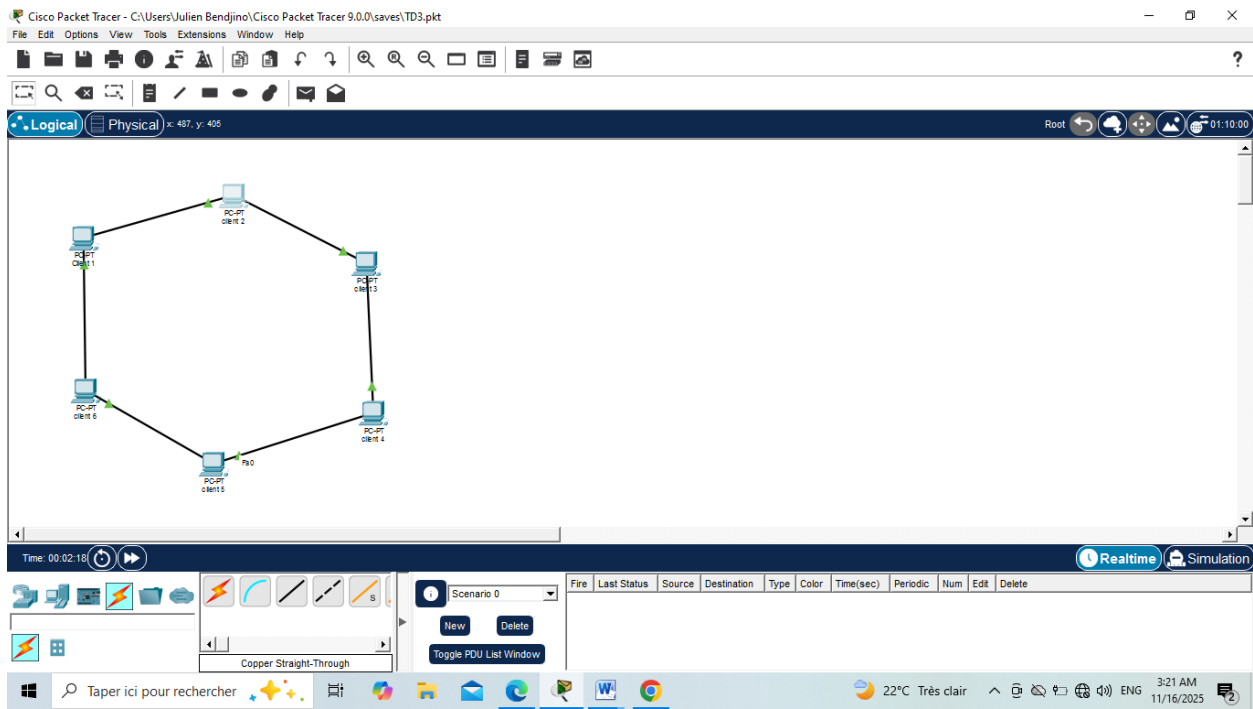 Cisco Packet Tracer - C:\Users\Julien Bendjino\Cisco Packet Tracer 9.0.0\saves\TD3.pkt
File Edit Options View Tools Extensions Window Help
?
Logical Physical x: 487, y: 405 Root 01:10:00
PC-PT
client 2
PC-PT
Client 1
PC-PT
client 3
PC-PT
client 6
PC-PT
client 4
Fa0
PC-PT
client 5
Time: 00:02:18 Realtime Simulation
Scenario 0
Fire Last Status Source Destination Type Color Time(sec) Periodic Num Edit Delete
New Delete
Toggle PDU List Window
S
Copper Straight-Through
Taper ici pour rechercher
22°C Très clair
ENG
3:21 AM
11/16/2025
2